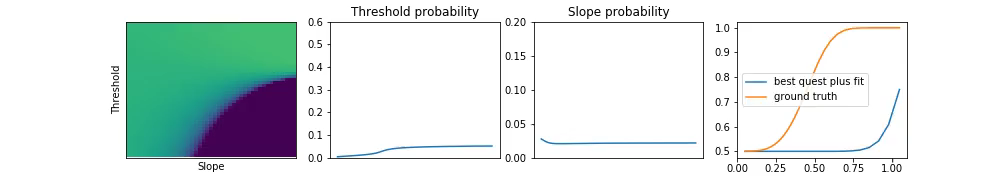 Threshold
Slope
Threshold probability
0.6
0.5
0.4
0.3
0.2
0.1
0.0
Slope probability
0.20
0.15
0.10
0.05
0.00
1.0
0.9
0.8
0.7
0.6
0.5
best quest plus fit
ground truth
0.00 0.25 0.50 0.75 1.00